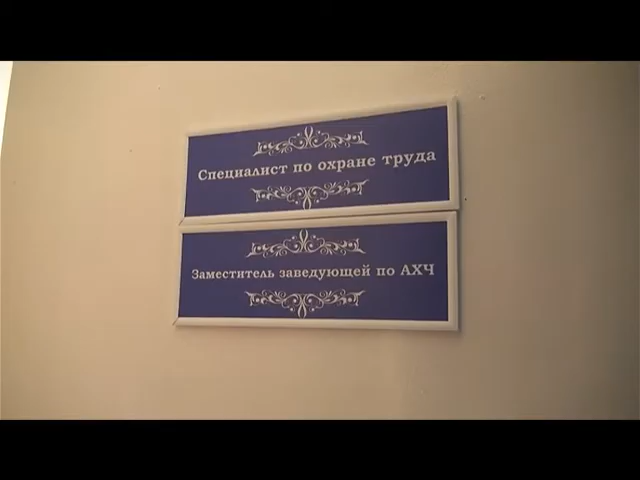 Специалист по охране труда
Заместитель заведующей по АХЧ